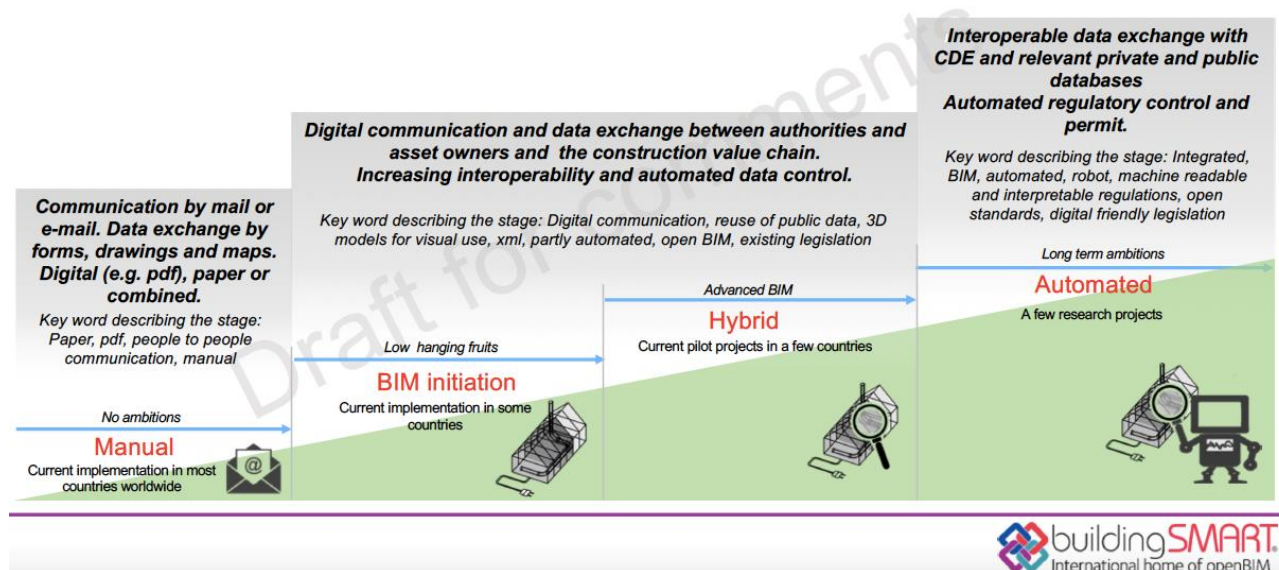 Communication by mail or
e-mail. Data exchange by
forms, drawings and maps.
Digital (e.g. pdf), paper or
combined.
Key word describing the stage:
Paper, pdf, people to people
communication, manual
No ambitions
Manual
Current implementation in most
countries worldwide
@
Digital communication and data exchange between authorities and
asset owners and the construction value chain.
Increasing interoperability and automated data control.
Key word describing the stage: Digital communication, reuse of public data, 3D
models for visual use, xml, partly automated, open BIM, existing legislation
Low hanging fruits
BIM initiation
Current implementation in some
countries
Advanced BIM
Hybrid
Current pilot projects in a few countries
Interoperable data exchange with
CDE and relevant private and public
databases
Automated regulatory control and
permit.
Key word describing the stage: Integrated,
BIM, automated, robot, machine readable
and interpretable regulations, open
standards, digital friendly legislation
Long term ambitions
Automated
A few research projects
Draft for comments
buildingSMART.
International home of openBIM